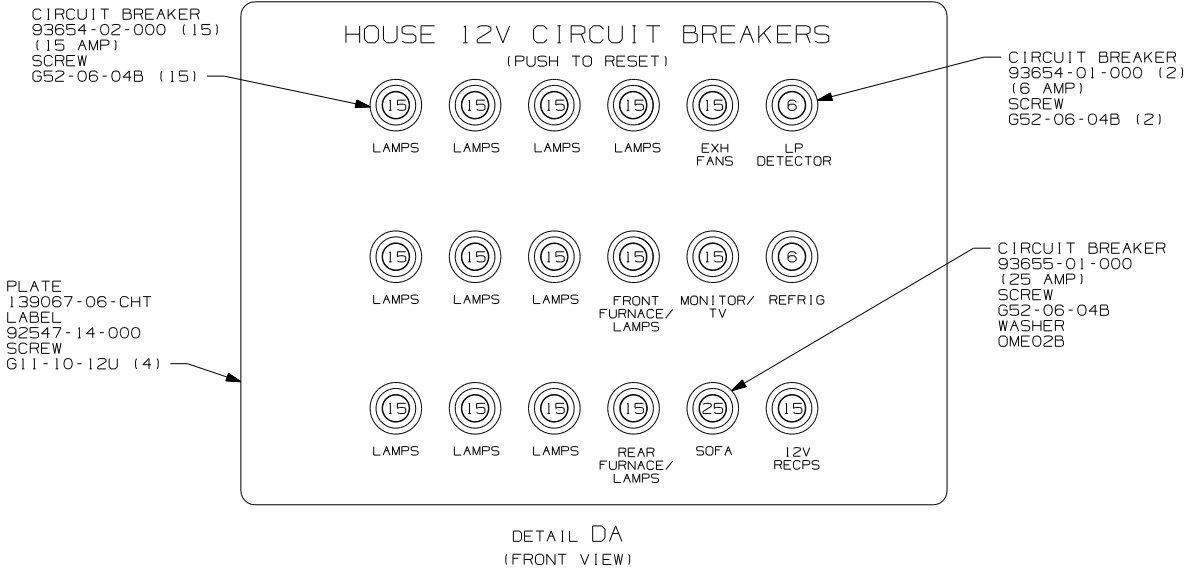 CIRCUIT BREAKER
93654-02-000 (15)
(15 AMP)
SCREW
G52-06-04B (15)
HOUSE 12V CIRCUIT BREAKERS
(PUSH TO RESET)
CIRCUIT BREAKER
93654-01-000 (2)
(6 AMP)
SCREW
G52-06-04B (2)
15 15 15 15 15 6
LAMPS LAMPS LAMPS LAMPS EXH LP
FANS DETECTOR
15 15 15 15 15 6
LAMPS LAMPS LAMPS FRONT MONITOR/ REFRIG
FURNACE/ TV
LAMPS
CIRCUIT BREAKER
93655-01-000
(25 AMP)
SCREW
G52-06-04B
WASHER
OME02B
PLATE
139067-06-CHT
LABEL
92547-14-000
SCREW
G11-10-12U (4)
15 15 15 15 25 15
LAMPS LAMPS LAMPS REAR SOFA 12V
FURNACE/ RECPS
LAMPS
DETAIL DA
(FRONT VIEW)